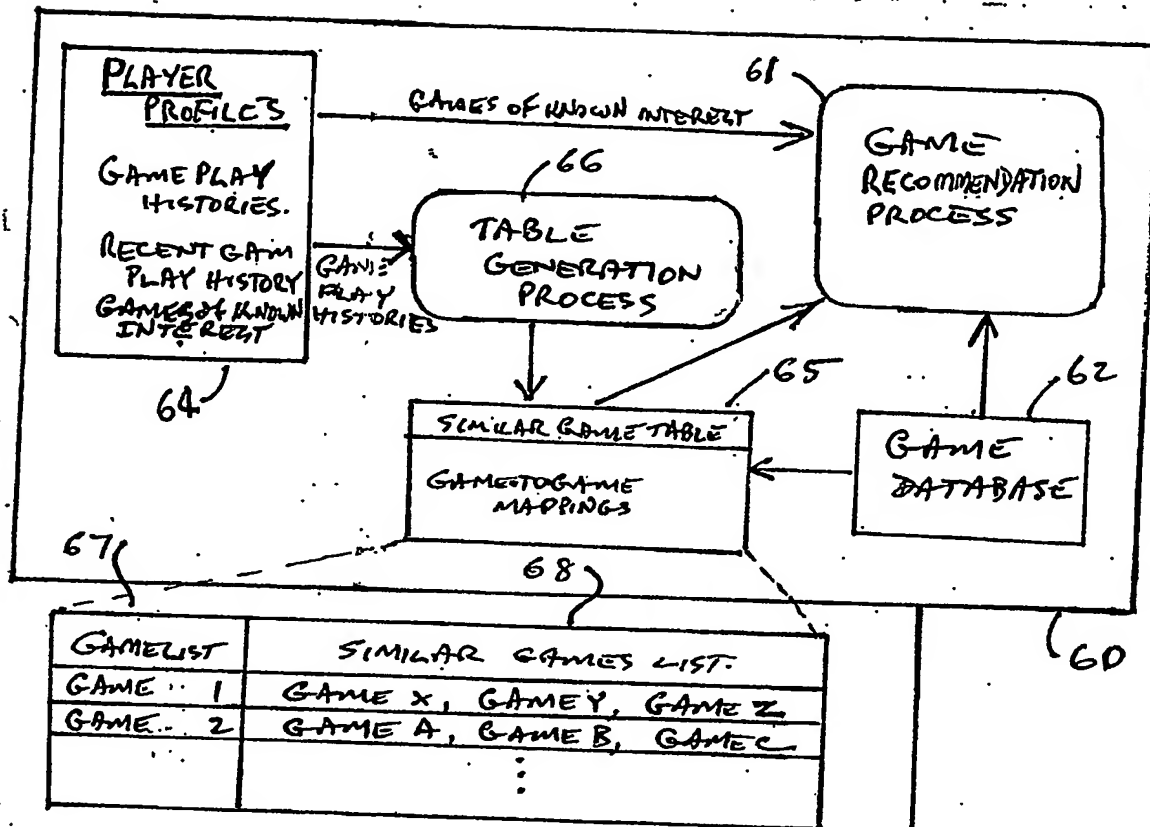 PLAYER
PROFILES
GAME PLAY
HISTORIES.
RECENT GAM
PLAY HISTORY
GAMES of KNOWN
INTEREST
64
GAMES OF KNOWN INTEREST
GAME
PLAY
HISTORIES
66
TABLE
GENERATION
PROCESS
61
GAME
RECOMMENDATION
PROCESS
65
SIMILAR GAME TABLE
GAME TO GAME
MAPPINGS
62
GAME
DATABASE
60
67
68
GAMELIST SIMILAR GAMES LIST.
GAME 1 GAME X, GAME Y, GAME Z
GAME 2 GAME A, GAME B, GAME C